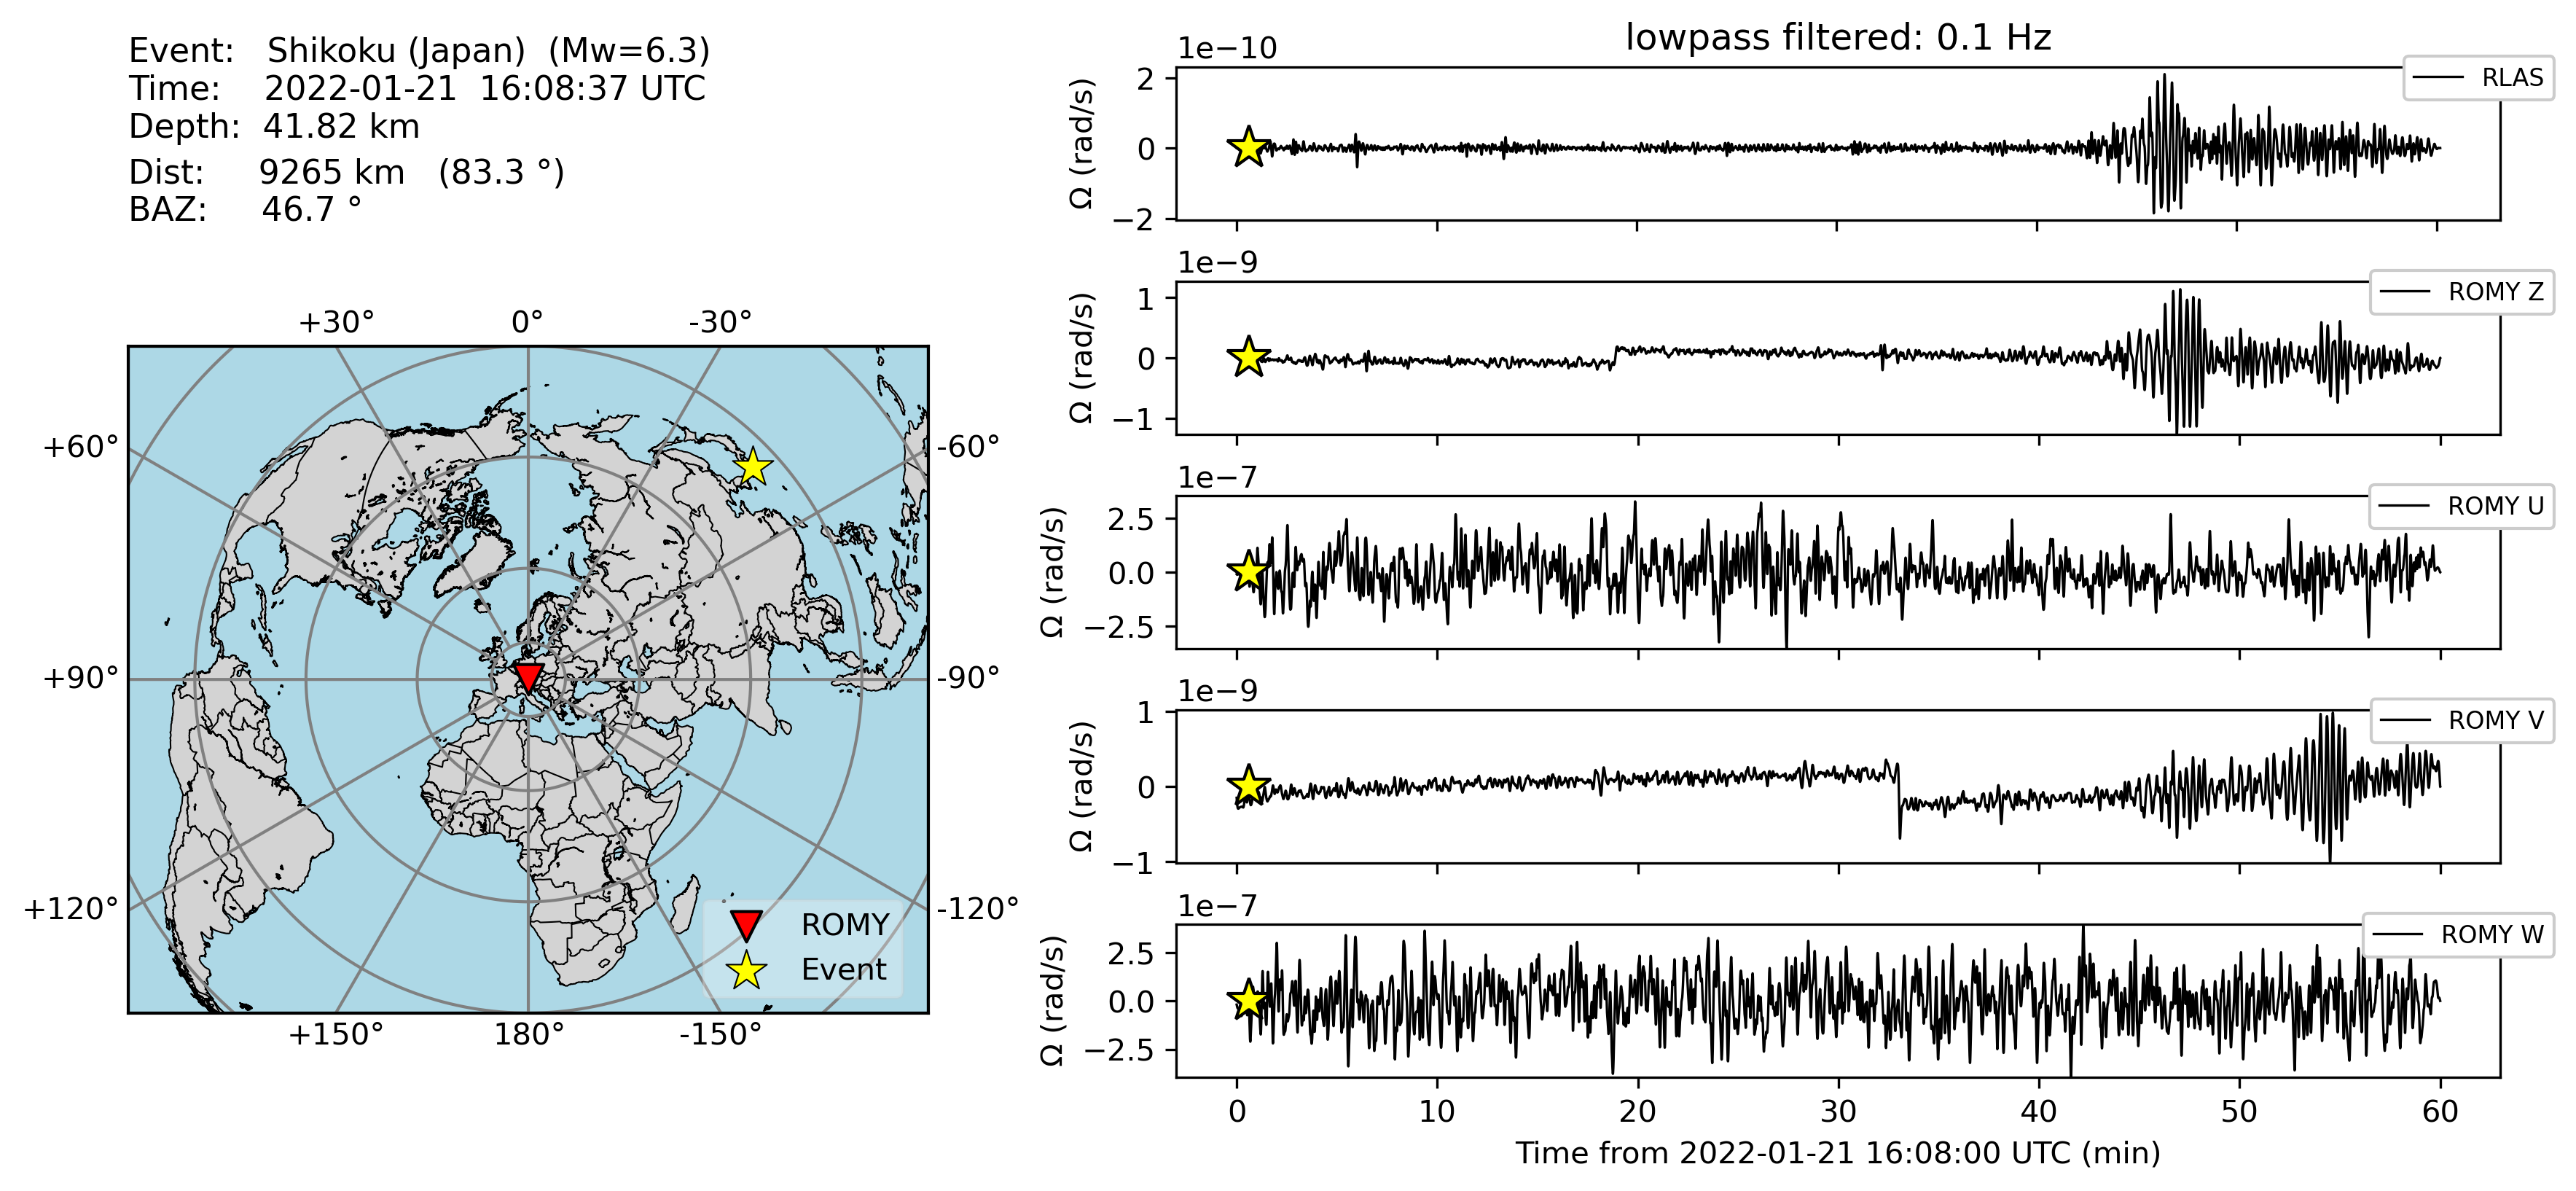 Event: Shikoku (Japan) (Mw=6.3)
Time: 2022-01-21 16:08:37 UTC
Depth: 41.82 km
Dist: 9265 km (83.3 °)
BAZ: 46.7 °
+30° 0° -30°
+60° -60°
+90° -90°
+120° -120°
+150° 180° -150°
ROMY
Event
lowpass filtered: 0.1 Hz
1e−10
Ω (rad/s)
2
0
−2
RLAS
1e−9
Ω (rad/s)
1
0
−1
ROMY Z
1e−7
Ω (rad/s)
2.5
0.0
−2.5
ROMY U
1e−9
Ω (rad/s)
1
0
−1
ROMY V
1e−7
Ω (rad/s)
2.5
0.0
−2.5
ROMY W
0 10 20 30 40 50 60
Time from 2022-01-21 16:08:00 UTC (min)